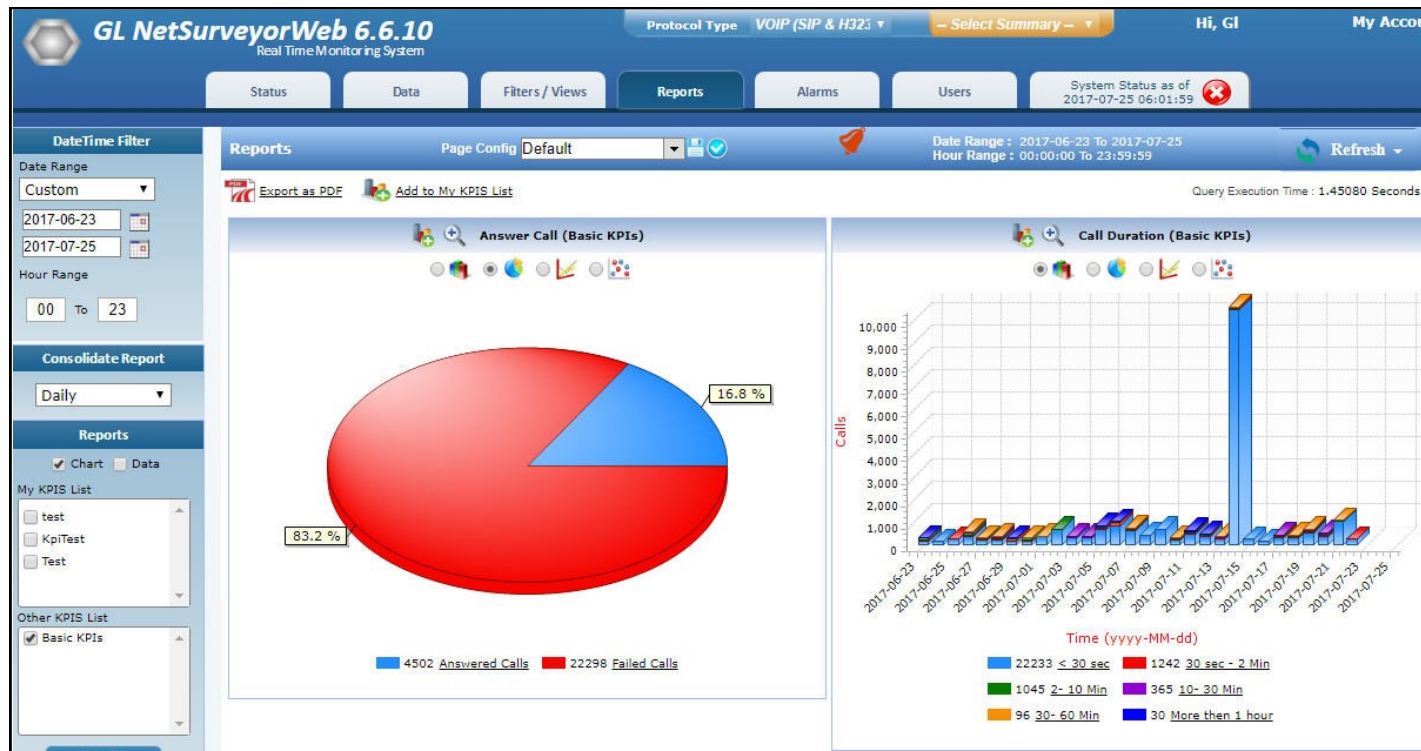 GL NetSurveyorWeb 6.6.10
Real Time Monitoring System
Protocol Type VOIP (SIP & H323 -- Select Summary -- Hi, Gl My Accou
Status Data Filters / Views Reports Alarms Users System Status as of
2017-07-25 06:01:59
DateTime Filter
Date Range
Custom
2017-06-23
2017-07-25
Hour Range
00 To 23
Consolidate Report
Daily
Reports
Chart Data
My KPIS List
test
KpiTest
Test
Other KPIS List
Basic KPIs
Reports Page Config Default
Date Range : 2017-06-23 To 2017-07-25
Hour Range : 00:00:00 To 23:59:59
Refresh
PDF Export as PDF Add to My KPIS List Query Execution Time : 1.45080 Seconds
Answer Call (Basic KPIs)
16.8 %
83.2 %
4502 Answered Calls 22298 Failed Calls
Call Duration (Basic KPIs)
Calls
10,000
9,000
8,000
7,000
6,000
5,000
4,000
3,000
2,000
1,000
0
2017-06-23 2017-06-25 2017-06-27 2017-06-29 2017-07-01 2017-07-03 2017-07-05 2017-07-07 2017-07-09 2017-07-11 2017-07-13 2017-07-15 2017-07-17 2017-07-19 2017-07-21 2017-07-23 2017-07-25
Time (yyyy-MM-dd)
22233 < 30 sec 1242 30 sec - 2 Min
1045 2- 10 Min 365 10- 30 Min
96 30- 60 Min 30 More then 1 hour